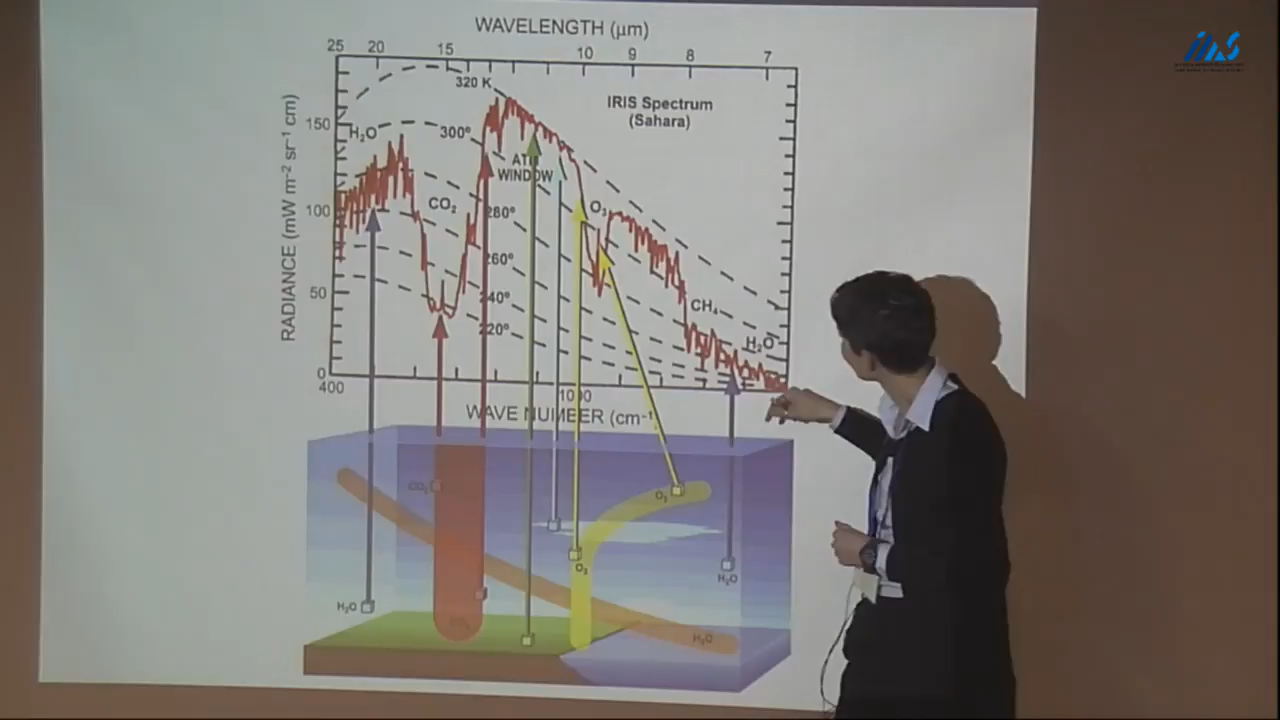 WAVELENGTH (μm)
25 20 15 10 9 8 7
320 K
IRIS Spectrum
(Sahara)
150
H₂O
300°
WINDOW
CO₂
100
280°
O₃
260°
50
240°
CH₄
220°
H₂O
0
400
1000
RADIANCE (mW m⁻² sr⁻¹ cm)
WAVE NUMBER (cm⁻¹
CO₂
O₃
O₃
H₂O
H₂O
H₂O